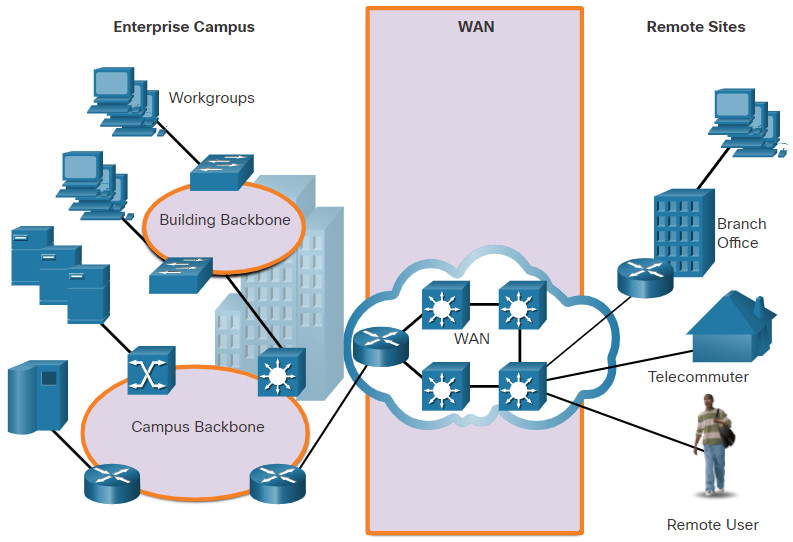 Enterprise Campus
WAN
Remote Sites
Workgroups
Building Backbone
Branch
Office
WAN
Telecommuter
Campus Backbone
Remote User